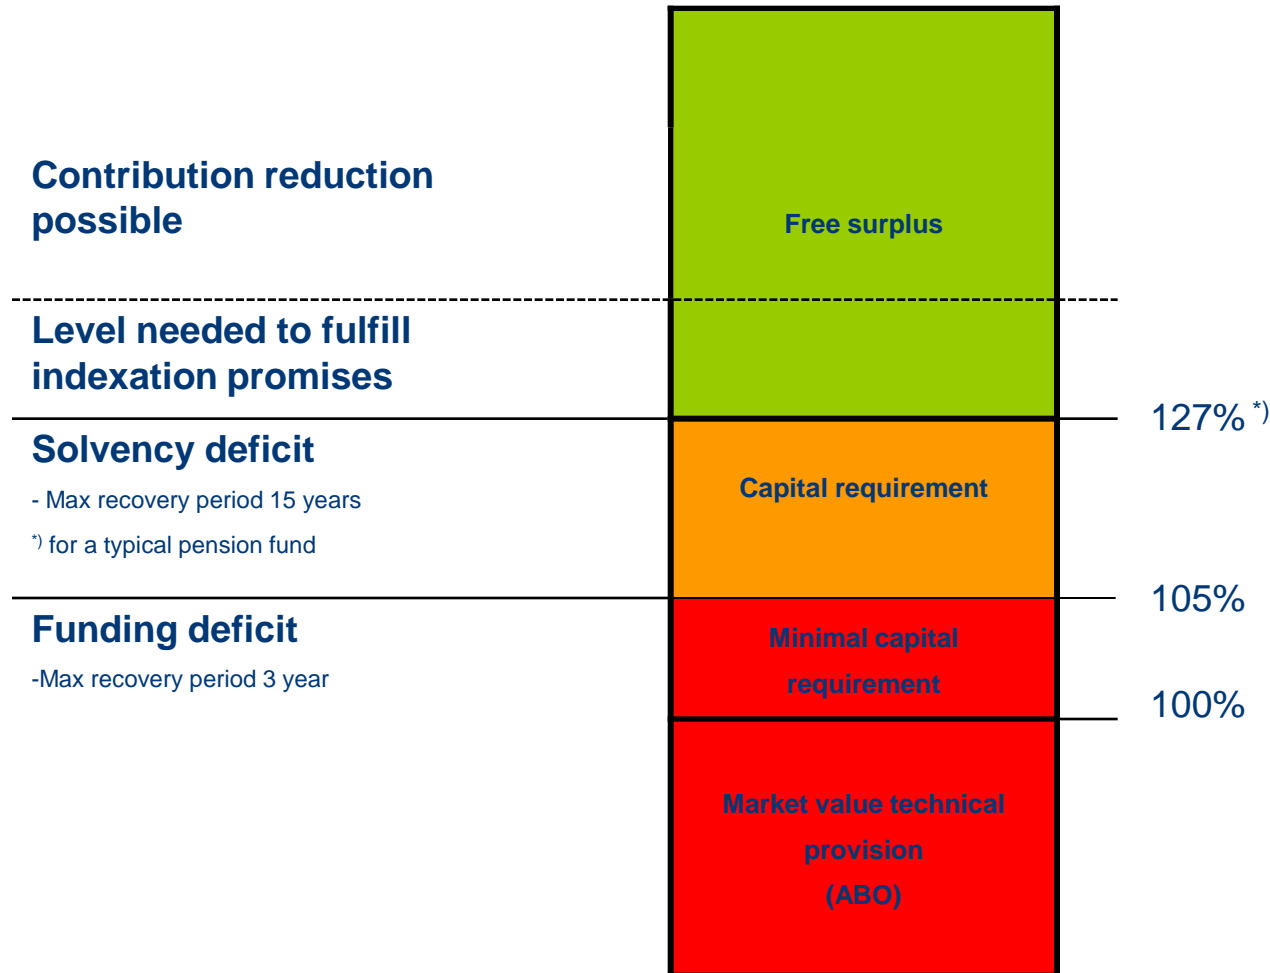 Contribution reduction
possible
Free surplus
Level needed to fulfill
indexation promises
127% *)
Solvency deficit
- Max recovery period 15 years
*) for a typical pension fund
Capital requirement
105%
Funding deficit
-Max recovery period 3 year
Minimal capital
requirement
100%
Market value technical
provision
(ABO)